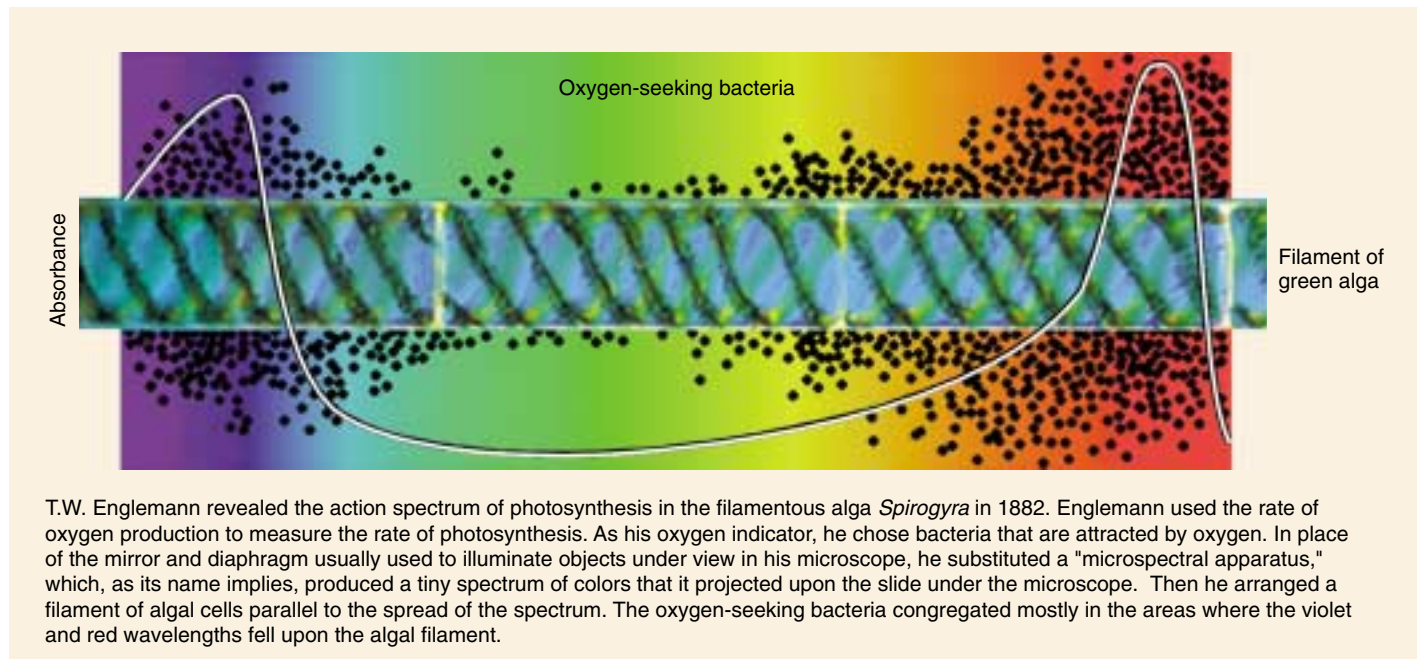 Oxygen-seeking bacteria
Absorbance
Filament of
green alga
T.W. Englemann revealed the action spectrum of photosynthesis in the filamentous alga Spirogyra in 1882. Englemann used the rate of
oxygen production to measure the rate of photosynthesis. As his oxygen indicator, he chose bacteria that are attracted by oxygen. In place
of the mirror and diaphragm usually used to illuminate objects under view in his microscope, he substituted a "microspectral apparatus,"
which, as its name implies, produced a tiny spectrum of colors that it projected upon the slide under the microscope. Then he arranged a
filament of algal cells parallel to the spread of the spectrum. The oxygen-seeking bacteria congregated mostly in the areas where the violet
and red wavelengths fell upon the algal filament.